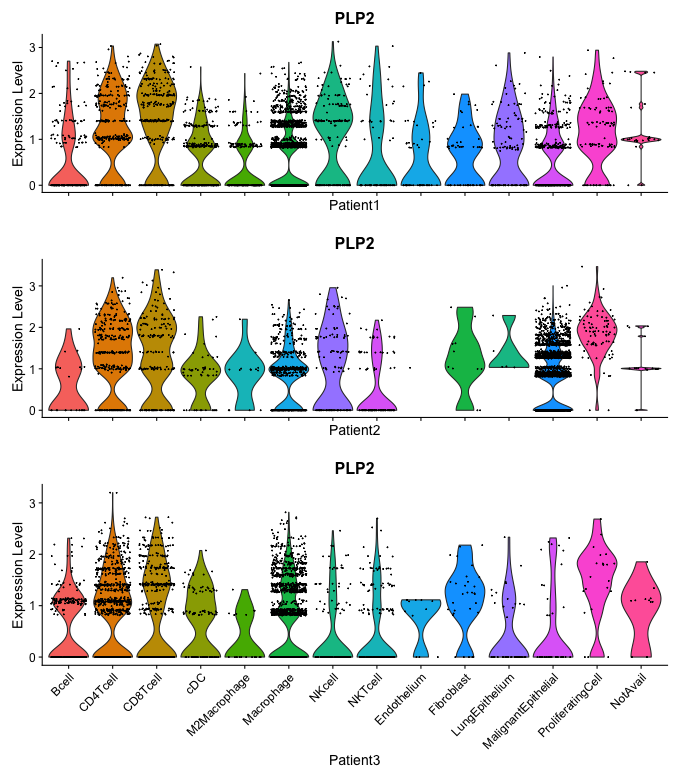 PLP2
Expression Level
3
2
1
0
Patient1
PLP2
Expression Level
3
2
1
0
Patient2
PLP2
Expression Level
3
2
1
0
Bcell
CD4Tcell
CD8Tcell
cDC
M2Macrophage
Macrophage
NKcell
NKTcell
Endothelium
Fibroblast
LungEpithelium
MalignantEpithelial
ProliferatingCell
NotAvail
Patient3